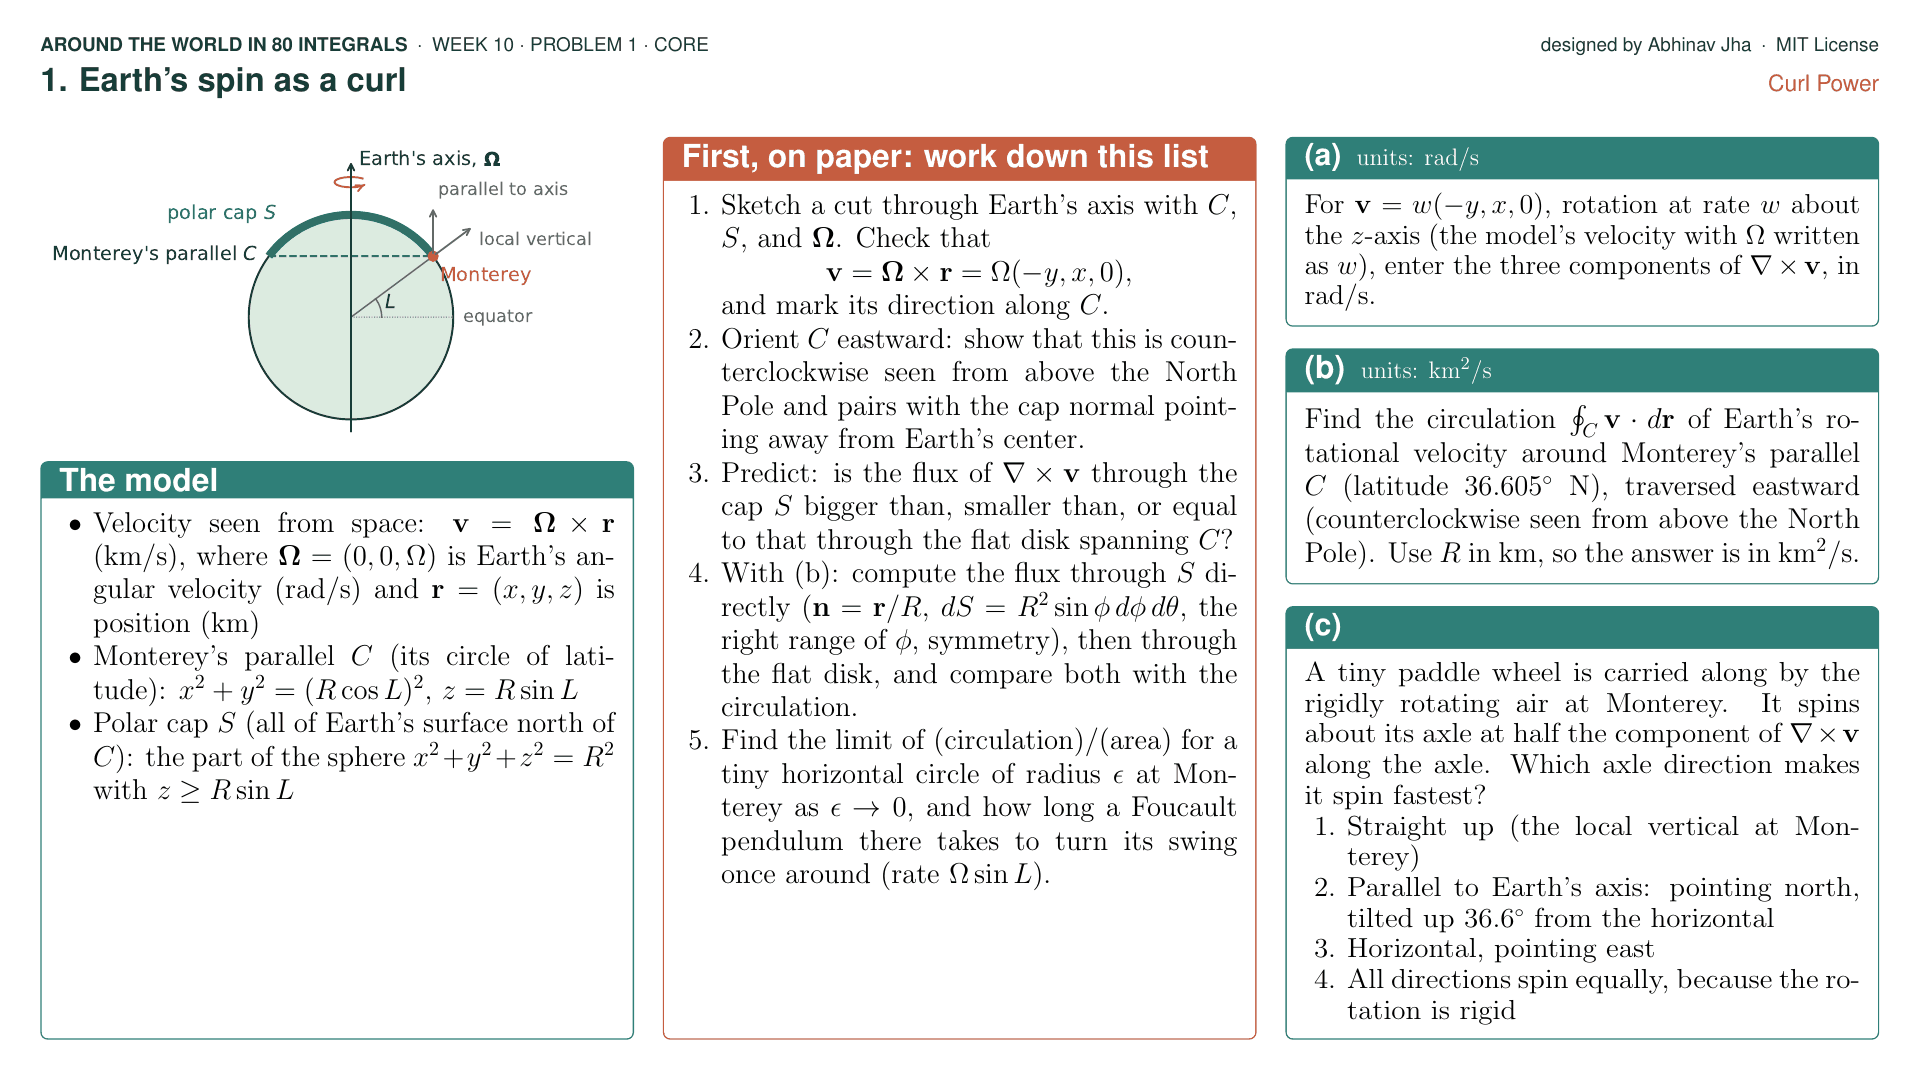 AROUND THE WORLD IN 80 INTEGRALS · WEEK 10 · PROBLEM 1 · CORE
designed by Abhinav Jha · MIT License
1. Earth's spin as a curl
Curl Power
Earth's axis, Ω
parallel to axis
polar cap S
local vertical
Monterey's parallel C
Monterey
L
equator
The model
• Velocity seen from space: v = Ω × r
(km/s), where Ω = (0, 0, Ω) is Earth's an-
gular velocity (rad/s) and r = (x, y, z) is
position (km)
• Monterey's parallel C (its circle of lati-
tude): x² + y² = (R cos L)², z = R sin L
• Polar cap S (all of Earth's surface north of
C): the part of the sphere x²+y²+z² = R²
with z ≥ R sin L
First, on paper: work down this list
1. Sketch a cut through Earth's axis with C,
S, and Ω. Check that
v = Ω × r = Ω(−y, x, 0),
and mark its direction along C.
2. Orient C eastward: show that this is coun-
terclockwise seen from above the North
Pole and pairs with the cap normal point-
ing away from Earth's center.
3. Predict: is the flux of ∇ × v through the
cap S bigger than, smaller than, or equal
to that through the flat disk spanning C?
4. With (b): compute the flux through S di-
rectly (n = r/R, dS = R² sin ϕ dϕ dθ, the
right range of ϕ, symmetry), then through
the flat disk, and compare both with the
circulation.
5. Find the limit of (circulation)/(area) for a
tiny horizontal circle of radius ϵ at Mon-
terey as ϵ → 0, and how long a Foucault
pendulum there takes to turn its swing
once around (rate Ω sin L).
(a) units: rad/s
For v = w(−y, x, 0), rotation at rate w about
the z-axis (the model's velocity with Ω written
as w), enter the three components of ∇ × v, in
rad/s.
(b) units: km²/s
Find the circulation ∮_C v · dr of Earth's ro-
tational velocity around Monterey's parallel
C (latitude 36.605° N), traversed eastward
(counterclockwise seen from above the North
Pole). Use R in km, so the answer is in km²/s.
(c)
A tiny paddle wheel is carried along by the
rigidly rotating air at Monterey. It spins
about its axle at half the component of ∇ × v
along the axle. Which axle direction makes
it spin fastest?
1. Straight up (the local vertical at Mon-
terey)
2. Parallel to Earth's axis: pointing north,
tilted up 36.6° from the horizontal
3. Horizontal, pointing east
4. All directions spin equally, because the ro-
tation is rigid